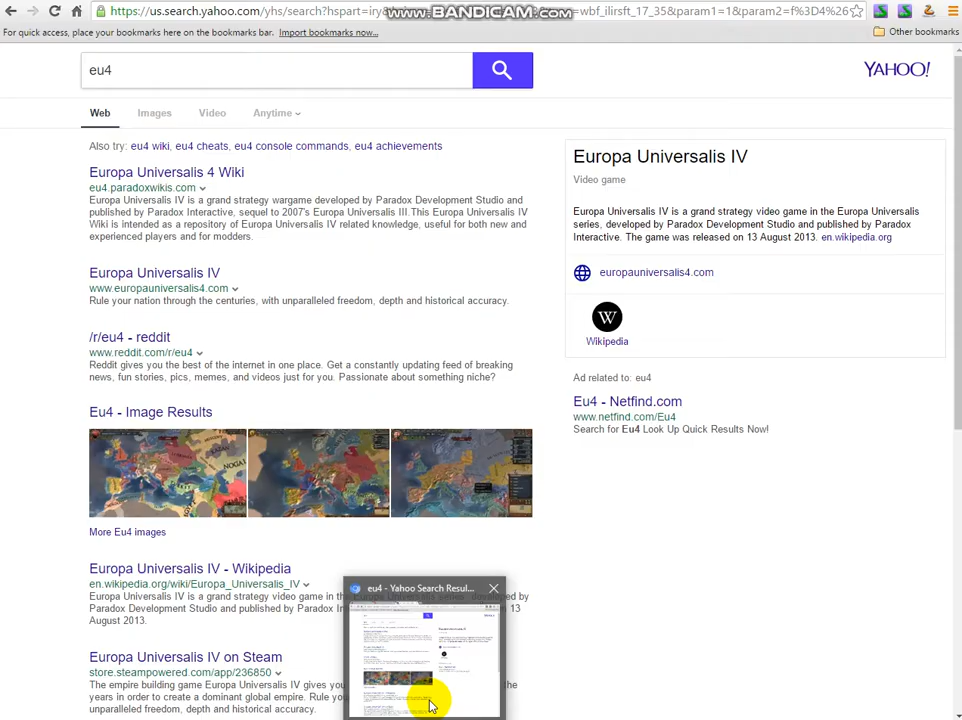 https://us.search.yahoo.com/yhs/search?hspart=iry&
www.BANDICAM.com
=wbf_ilirsft_17_35&param1=1&param2=f%3D4%26
For quick access, place your bookmarks here on the bookmarks bar. Import bookmarks now...
Other bookmarks
eu4
YAHOO!
Web Images Video Anytime
Also try: eu4 wiki, eu4 cheats, eu4 console commands, eu4 achievements
Europa Universalis 4 Wiki
eu4.paradoxwikis.com
Europa Universalis IV is a grand strategy wargame developed by Paradox Development Studio and
published by Paradox Interactive, sequel to 2007's Europa Universalis III.This Europa Universalis IV
Wiki is intended as a repository of Europa Universalis IV related knowledge, useful for both new and
experienced players and for modders.
Europa Universalis IV
www.europauniversalis4.com
Rule your nation through the centuries, with unparalleled freedom, depth and historical accuracy.
/r/eu4 - reddit
www.reddit.com/r/eu4
Reddit gives you the best of the internet in one place. Get a constantly updating feed of breaking
news, fun stories, pics, memes, and videos just for you. Passionate about something niche?
Eu4 - Image Results
NOGAI
More Eu4 images
Europa Universalis IV - Wikipedia
en.wikipedia.org/wiki/Europa_Universalis_IV
Europa Universalis IV is a grand strategy video game in the Europa Universalis series, developed by
Paradox Development Studio and published by Parado
13
August 2013.
Europa Universalis IV on Steam
store.steampowered.com/app/236850
The empire building game Europa Universalis IV gives you
the
years in order to create a dominant global empire. Rule you
freedom,
depth and historical accuracy.
eu4 - Yahoo Search Resul...
Europa Universalis IV
Video game
Europa Universalis IV is a grand strategy video game in the Europa Universalis
series, developed by Paradox Development Studio and published by Paradox
Interactive. The game was released on 13 August 2013. en.wikipedia.org
europauniversalis4.com
W
Wikipedia
Ad related to: eu4
Eu4 - Netfind.com
www.netfind.com/Eu4
Search for Eu4 Look Up Quick Results Now!